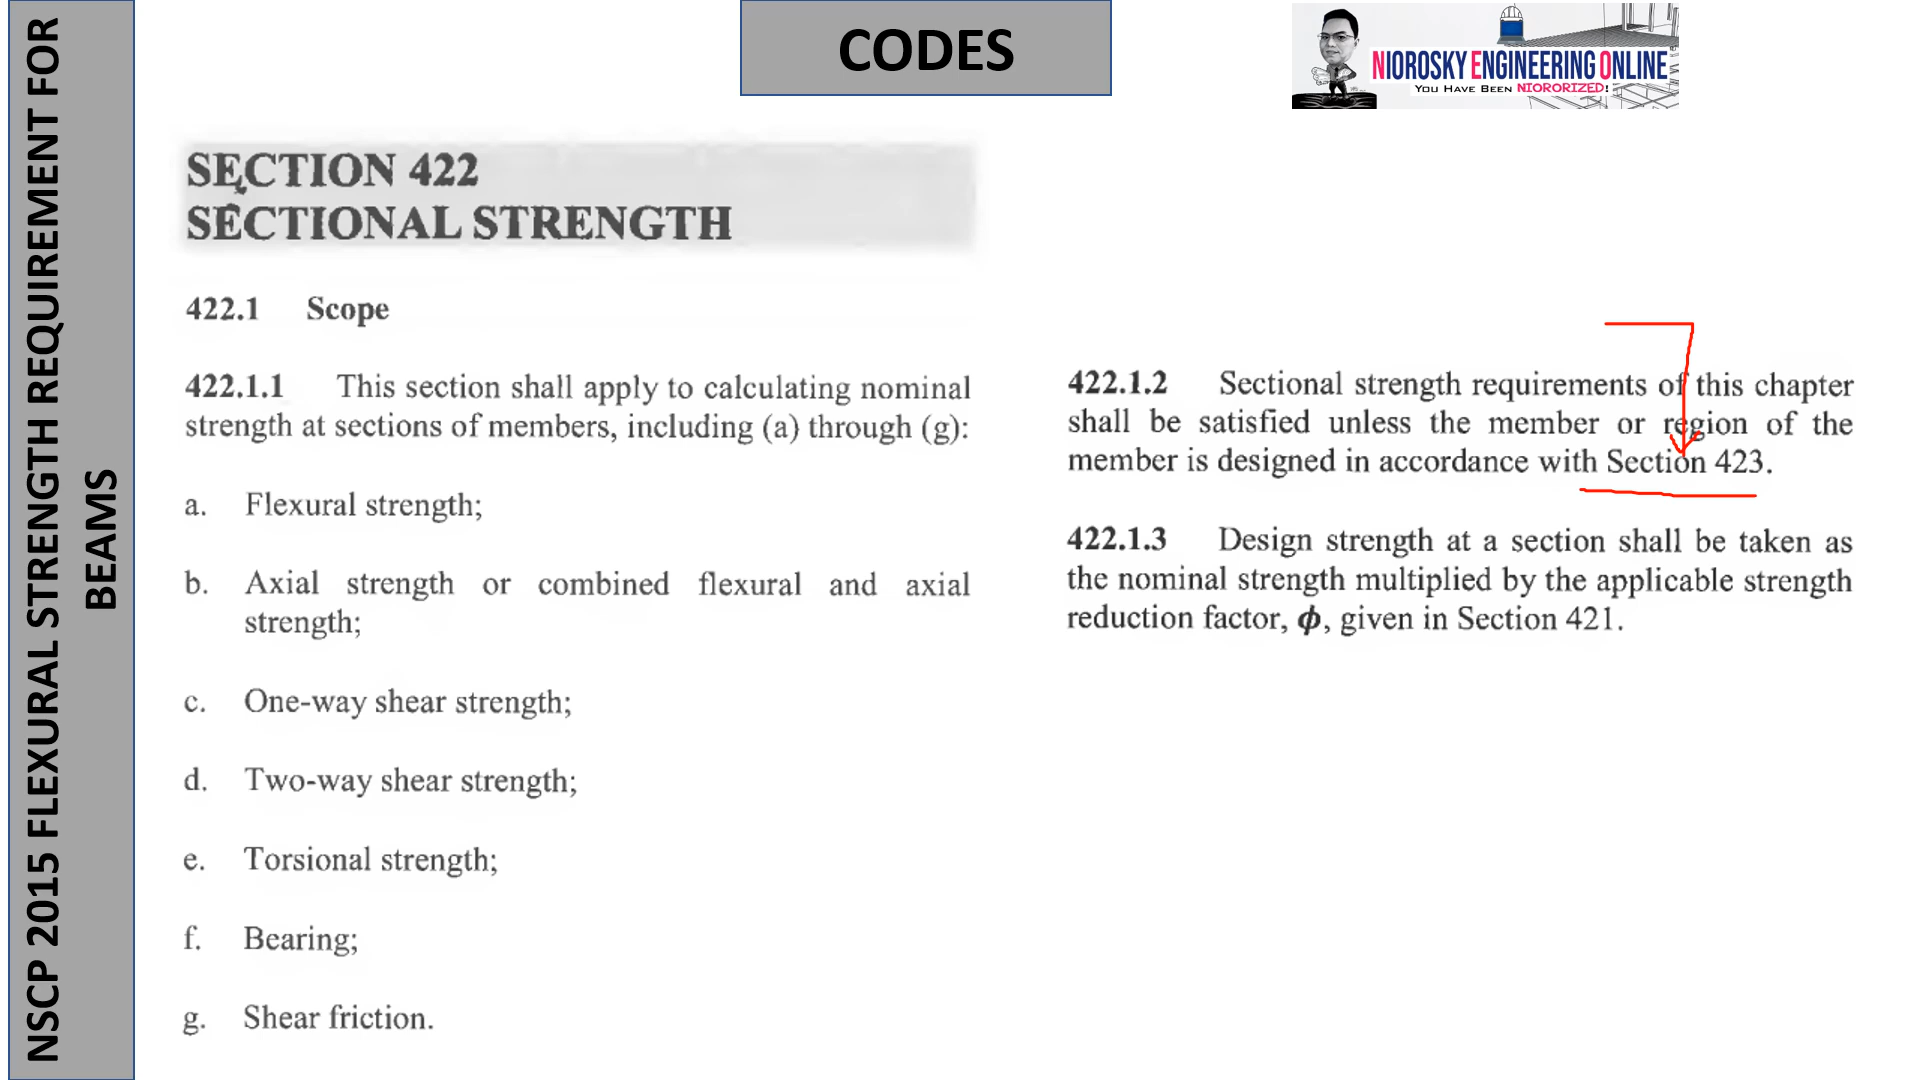 NSCP 2015 FLEXURAL STRENGTH REQUIREMENT FOR
BEAMS
CODES
NIOROSKY ENGINEERING ONLINE
YOU HAVE BEEN NIORORIZED!
SECTION 422
SECTIONAL STRENGTH
422.1 Scope
422.1.1 This section shall apply to calculating nominal
strength at sections of members, including (a) through (g):
a. Flexural strength;
b. Axial strength or combined flexural and axial
strength;
c. One-way shear strength;
d. Two-way shear strength;
e. Torsional strength;
f. Bearing;
g. Shear friction.
422.1.2 Sectional strength requirements of this chapter
shall be satisfied unless the member or region of the
member is designed in accordance with Section 423.
422.1.3 Design strength at a section shall be taken as
the nominal strength multiplied by the applicable strength
reduction factor, ϕ, given in Section 421.